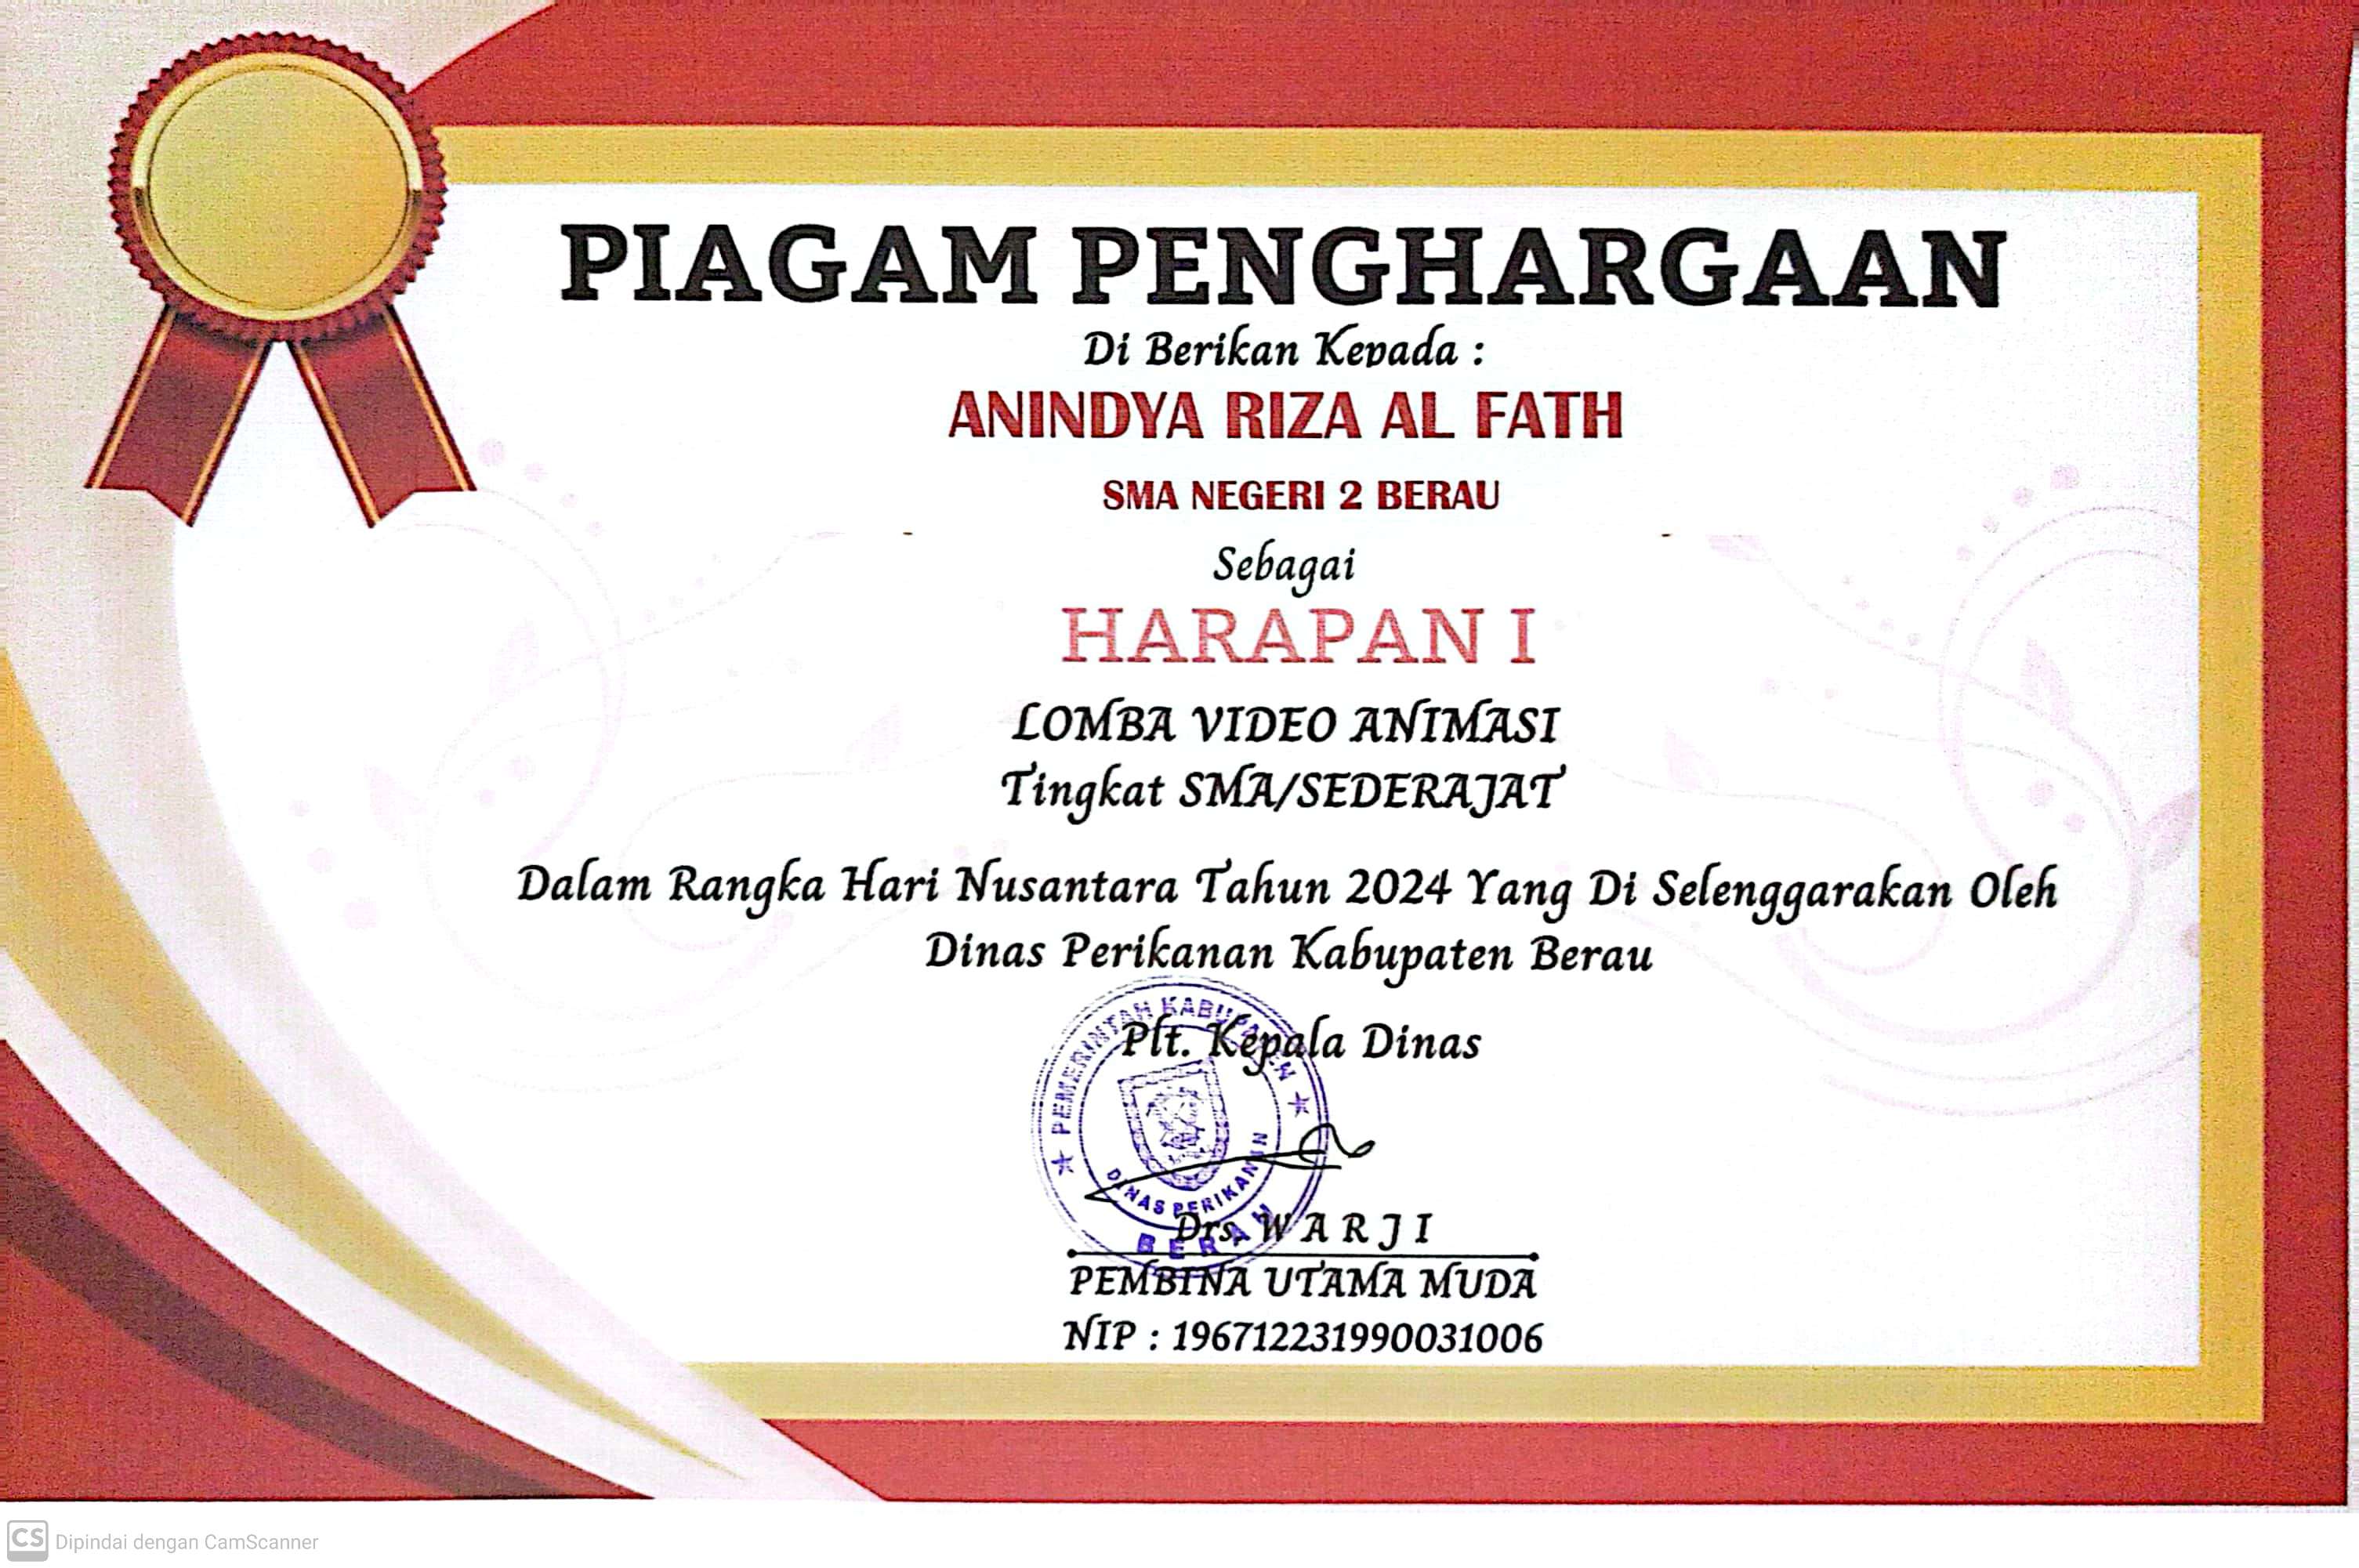 PIAGAM PENGHARGAAN
Di Berikan Kepada :
ANINDYA RIZA AL FATH
SMA NEGERI 2 BERAU
Sebagai
HARAPAN I
LOMBA VIDEO ANIMASI
Tingkat SMA/SEDERAJAT
Dalam Rangka Hari Nusantara Tahun 2024 Yang Di Selenggarakan Oleh
Dinas Perikanan Kabupaten Berau
Plt. Kepala Dinas
PEMERINTAH KABUPATEN
DINAS PERIKANAN
BERAU
Drs. WARJI
PEMBINA UTAMA MUDA
NIP : 196712231990031006
CS Dipindai dengan CamScanner